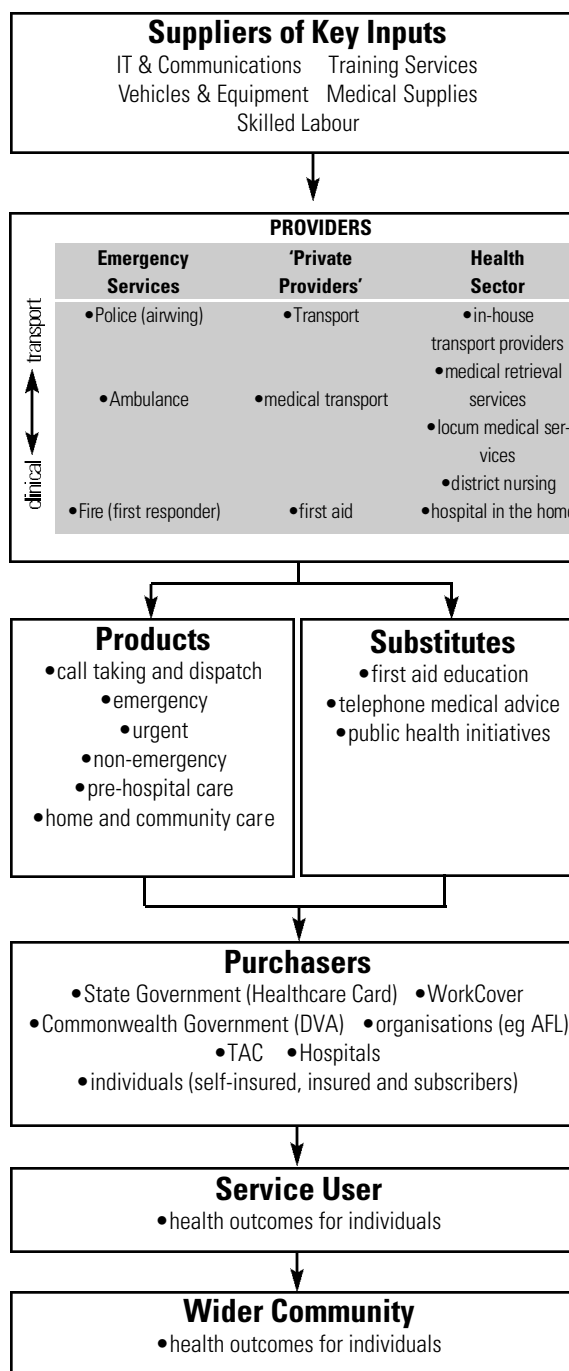 Suppliers of Key Inputs
IT & Communications Training Services
Vehicles & Equipment Medical Supplies
Skilled Labour
PROVIDERS
Emergency Services
'Private Providers'
Health Sector
clinical transport
•Police (airwing)
•Ambulance
•Fire (first responder)
•Transport
•medical transport
•first aid
•in-house
transport providers
•medical retrieval
services
•locum medical ser-
vices
•district nursing
•hospital in the home
Products
•call taking and dispatch
•emergency
•urgent
•non-emergency
•pre-hospital care
•home and community care
Substitutes
•first aid education
•telephone medical advice
•public health initiatives
Purchasers
•State Government (Healthcare Card) •WorkCover
•Commonwealth Government (DVA) •organisations (eg AFL)
•TAC •Hospitals
•individuals (self-insured, insured and subscribers)
Service User
•health outcomes for individuals
Wider Community
•health outcomes for individuals